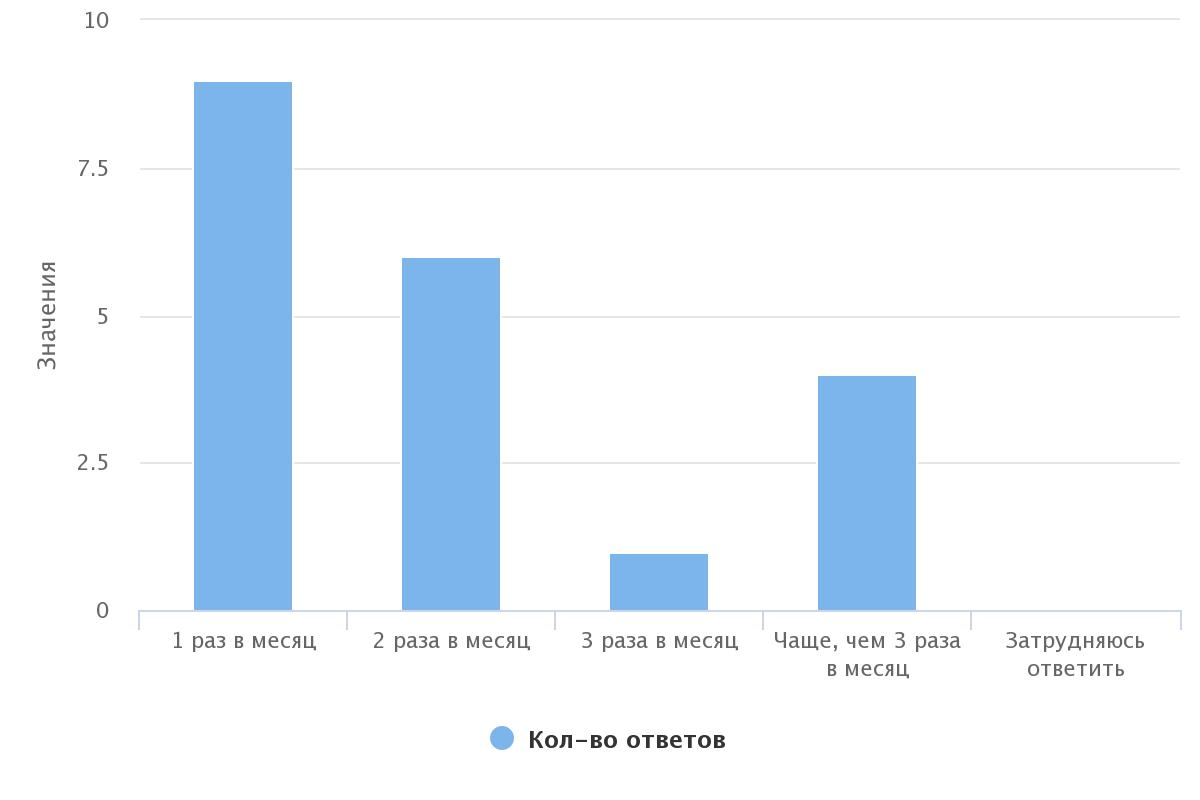 10
7.5
5
2.5
0
Значения
1 раз в месяц
2 раза в месяц
3 раза в месяц
Чаще, чем 3 раза
в месяц
Затрудняюсь
ответить
Кол-во ответов